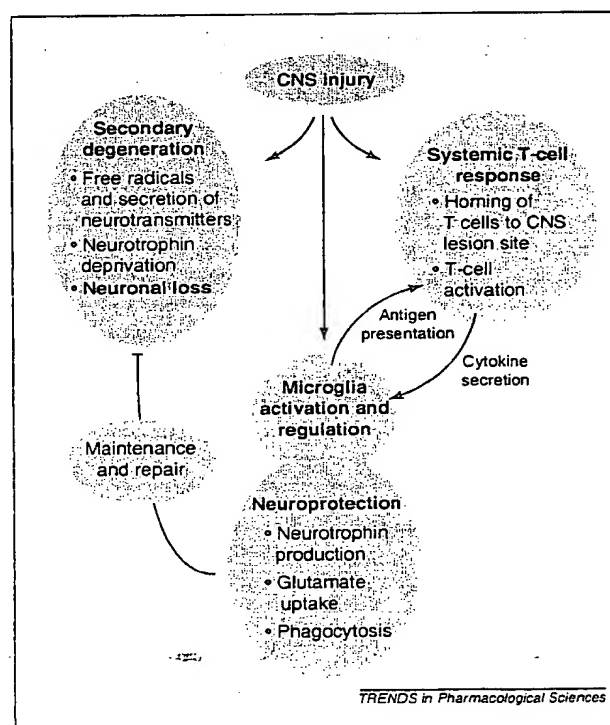 CNS Injury
Secondary
degeneration
• Free radicals
and secretion of
neurotransmitters
• Neurotrophin
deprivation
• Neuronal loss
Systemic T-cell
response
• Homing of
T cells to CNS
lesion site
• T-cell
activation
Antigen
presentation
Cytokine
secretion
Microglia
activation and
regulation
Maintenance
and repair
Neuroprotection
• Neurotrophin
production
• Glutamate
uptake
• Phagocytosis
TRENDS in Pharmacological Sciences